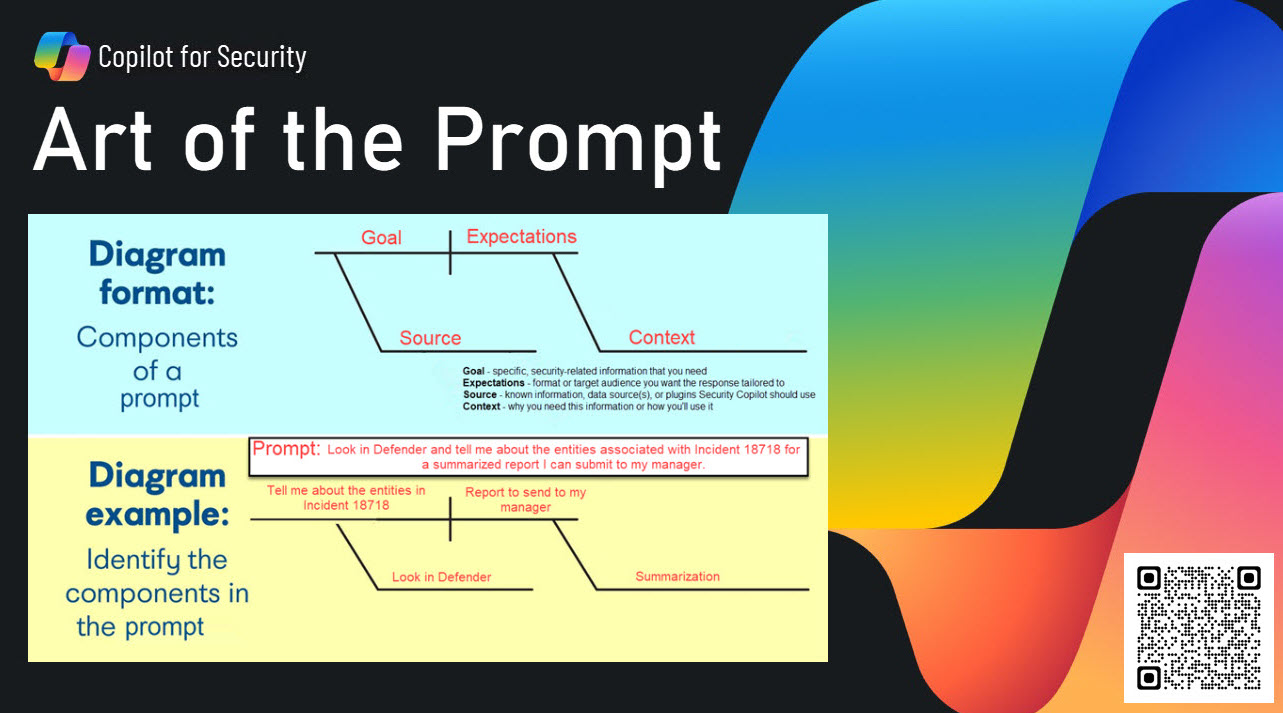 Copilot for Security
Art of the Prompt
Diagram
format:
Components
of a
prompt
Goal
Expectations
Source
Context
Goal - specific, security-related information that you need
Expectations - format or target audience you want the response tailored to
Source - known information, data source(s), or plugins Security Copilot should use
Context - why you need this information or how you'll use it
Diagram
example:
Identify the
components in
the prompt
Prompt: Look in Defender and tell me about the entities associated with Incident 18718 for
a summarized report I can submit to my manager.
Tell me about the entities in
Incident 18718
Report to send to my
manager
Look in Defender
Summarization